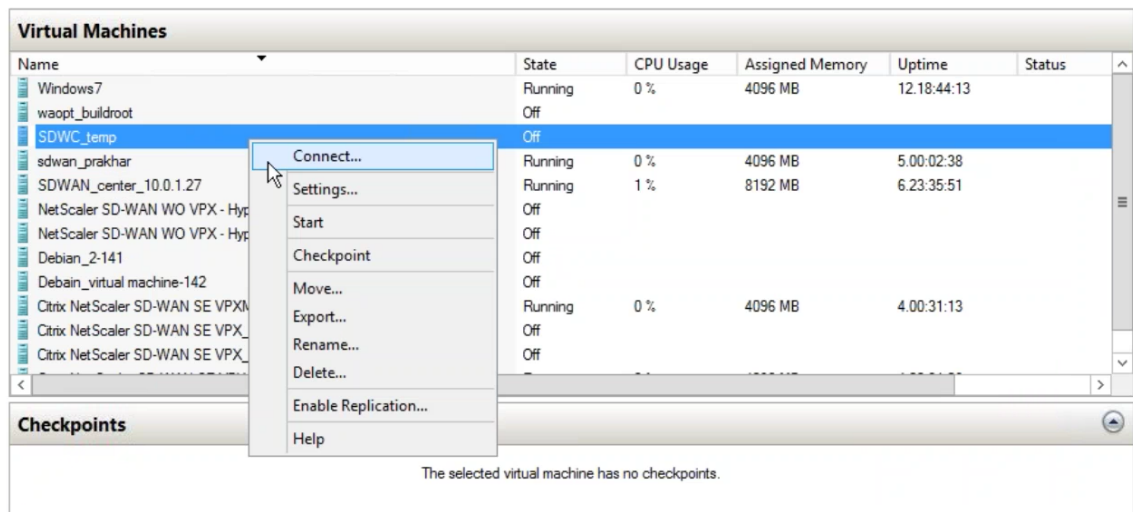 Virtual Machines
Name State CPU Usage Assigned Memory Uptime Status
Windows7 Running 0 % 4096 MB 12.18:44:13
waopt_buildroot Off
SDWC_temp Off
Connect...
sdwan_prakhar Running 0 % 4096 MB 5.00:02:38
Settings...
SDWAN_center_10.0.1.27 Running 1 % 8192 MB 6.23:35:51
NetScaler SD-WAN WO VPX - Hyp Off
Start
NetScaler SD-WAN WO VPX - Hyp Off
Checkpoint
Debian_2-141 Off
Debain_virtual machine-142 Off
Move...
Citrix NetScaler SD-WAN SE VPXM Running 0 % 4096 MB 4.00:31:13
Export...
Citrix NetScaler SD-WAN SE VPX_ Off
Rename...
Citrix NetScaler SD-WAN SE VPX_ Off
Delete...
Enable Replication...
Checkpoints
Help
The selected virtual machine has no checkpoints.